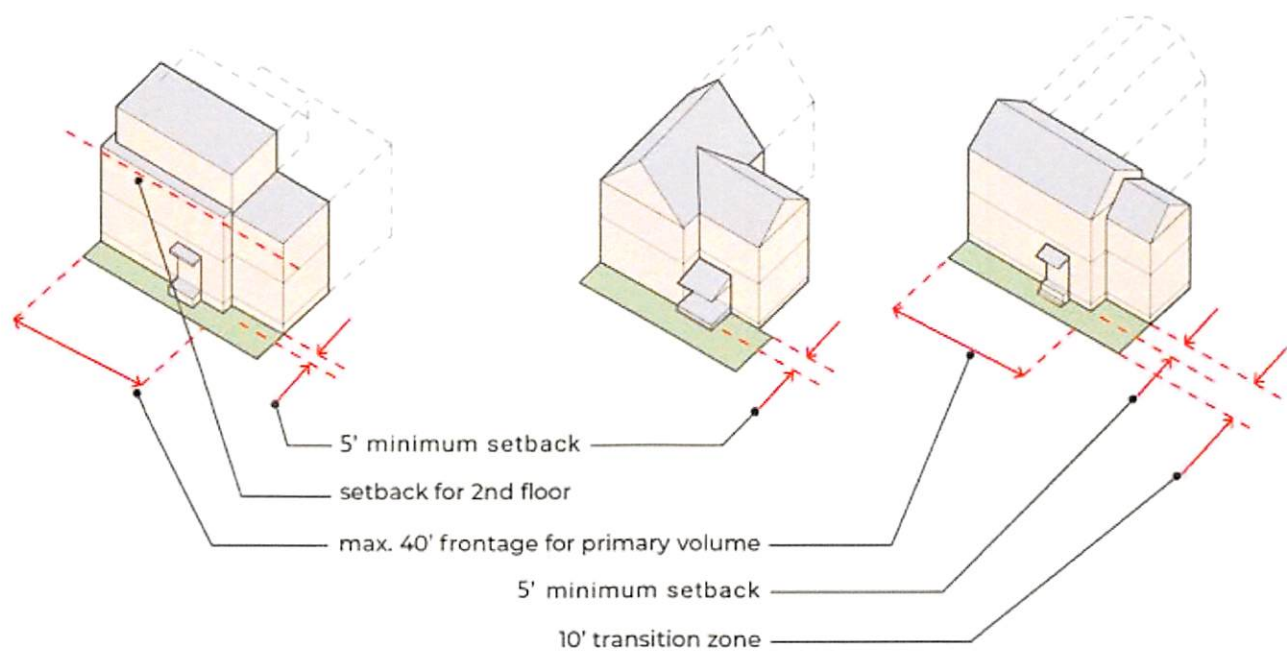 5' minimum setback
setback for 2nd floor
max. 40' frontage for primary volume
5' minimum setback
10' transition zone